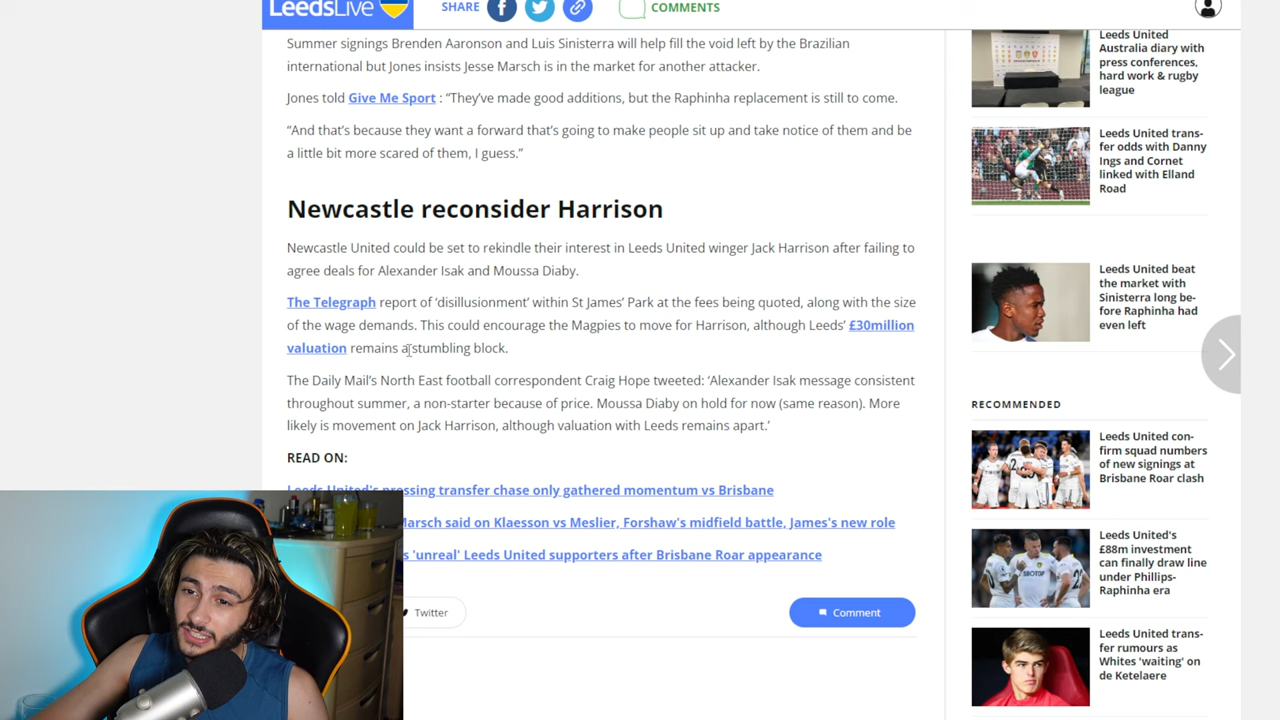 LeedsLive
SHARE
COMMENTS
Summer signings Brenden Aaronson and Luis Sinisterra will help fill the void left by the Brazilian
international but Jones insists Jesse Marsch is in the market for another attacker.
Jones told Give Me Sport : “They’ve made good additions, but the Raphinha replacement is still to come.
“And that’s because they want a forward that’s going to make people sit up and take notice of them and be
a little bit more scared of them, I guess.”
Newcastle reconsider Harrison
Newcastle United could be set to rekindle their interest in Leeds United winger Jack Harrison after failing to
agree deals for Alexander Isak and Moussa Diaby.
The Telegraph report of ‘disillusionment’ within St James’ Park at the fees being quoted, along with the size
of the wage demands. This could encourage the Magpies to move for Harrison, although Leeds’ £30million
valuation remains a stumbling block.
The Daily Mail’s North East football correspondent Craig Hope tweeted: ‘Alexander Isak message consistent
throughout summer, a non-starter because of price. Moussa Diaby on hold for now (same reason). More
likely is movement on Jack Harrison, although valuation with Leeds remains apart.’
READ ON:
Leeds United's pressing transfer chase only gathered momentum vs Brisbane
Marsch said on Klaesson vs Meslier, Forshaw's midfield battle, James's new role
'unreal' Leeds United supporters after Brisbane Roar appearance
Twitter
Comment
Leeds United
Australia diary with
press conferences,
hard work & rugby
league
Leeds United trans-
fer odds with Danny
Ings and Cornet
linked with Elland
Road
Leeds United beat
the market with
Sinisterra long be-
fore Raphinha had
even left
RECOMMENDED
Leeds United con-
firm squad numbers
of new signings at
Brisbane Roar clash
Leeds United's
£88m investment
can finally draw line
under Phillips-
Raphinha era
Leeds United trans-
fer rumours as
Whites 'waiting' on
de Ketelaere